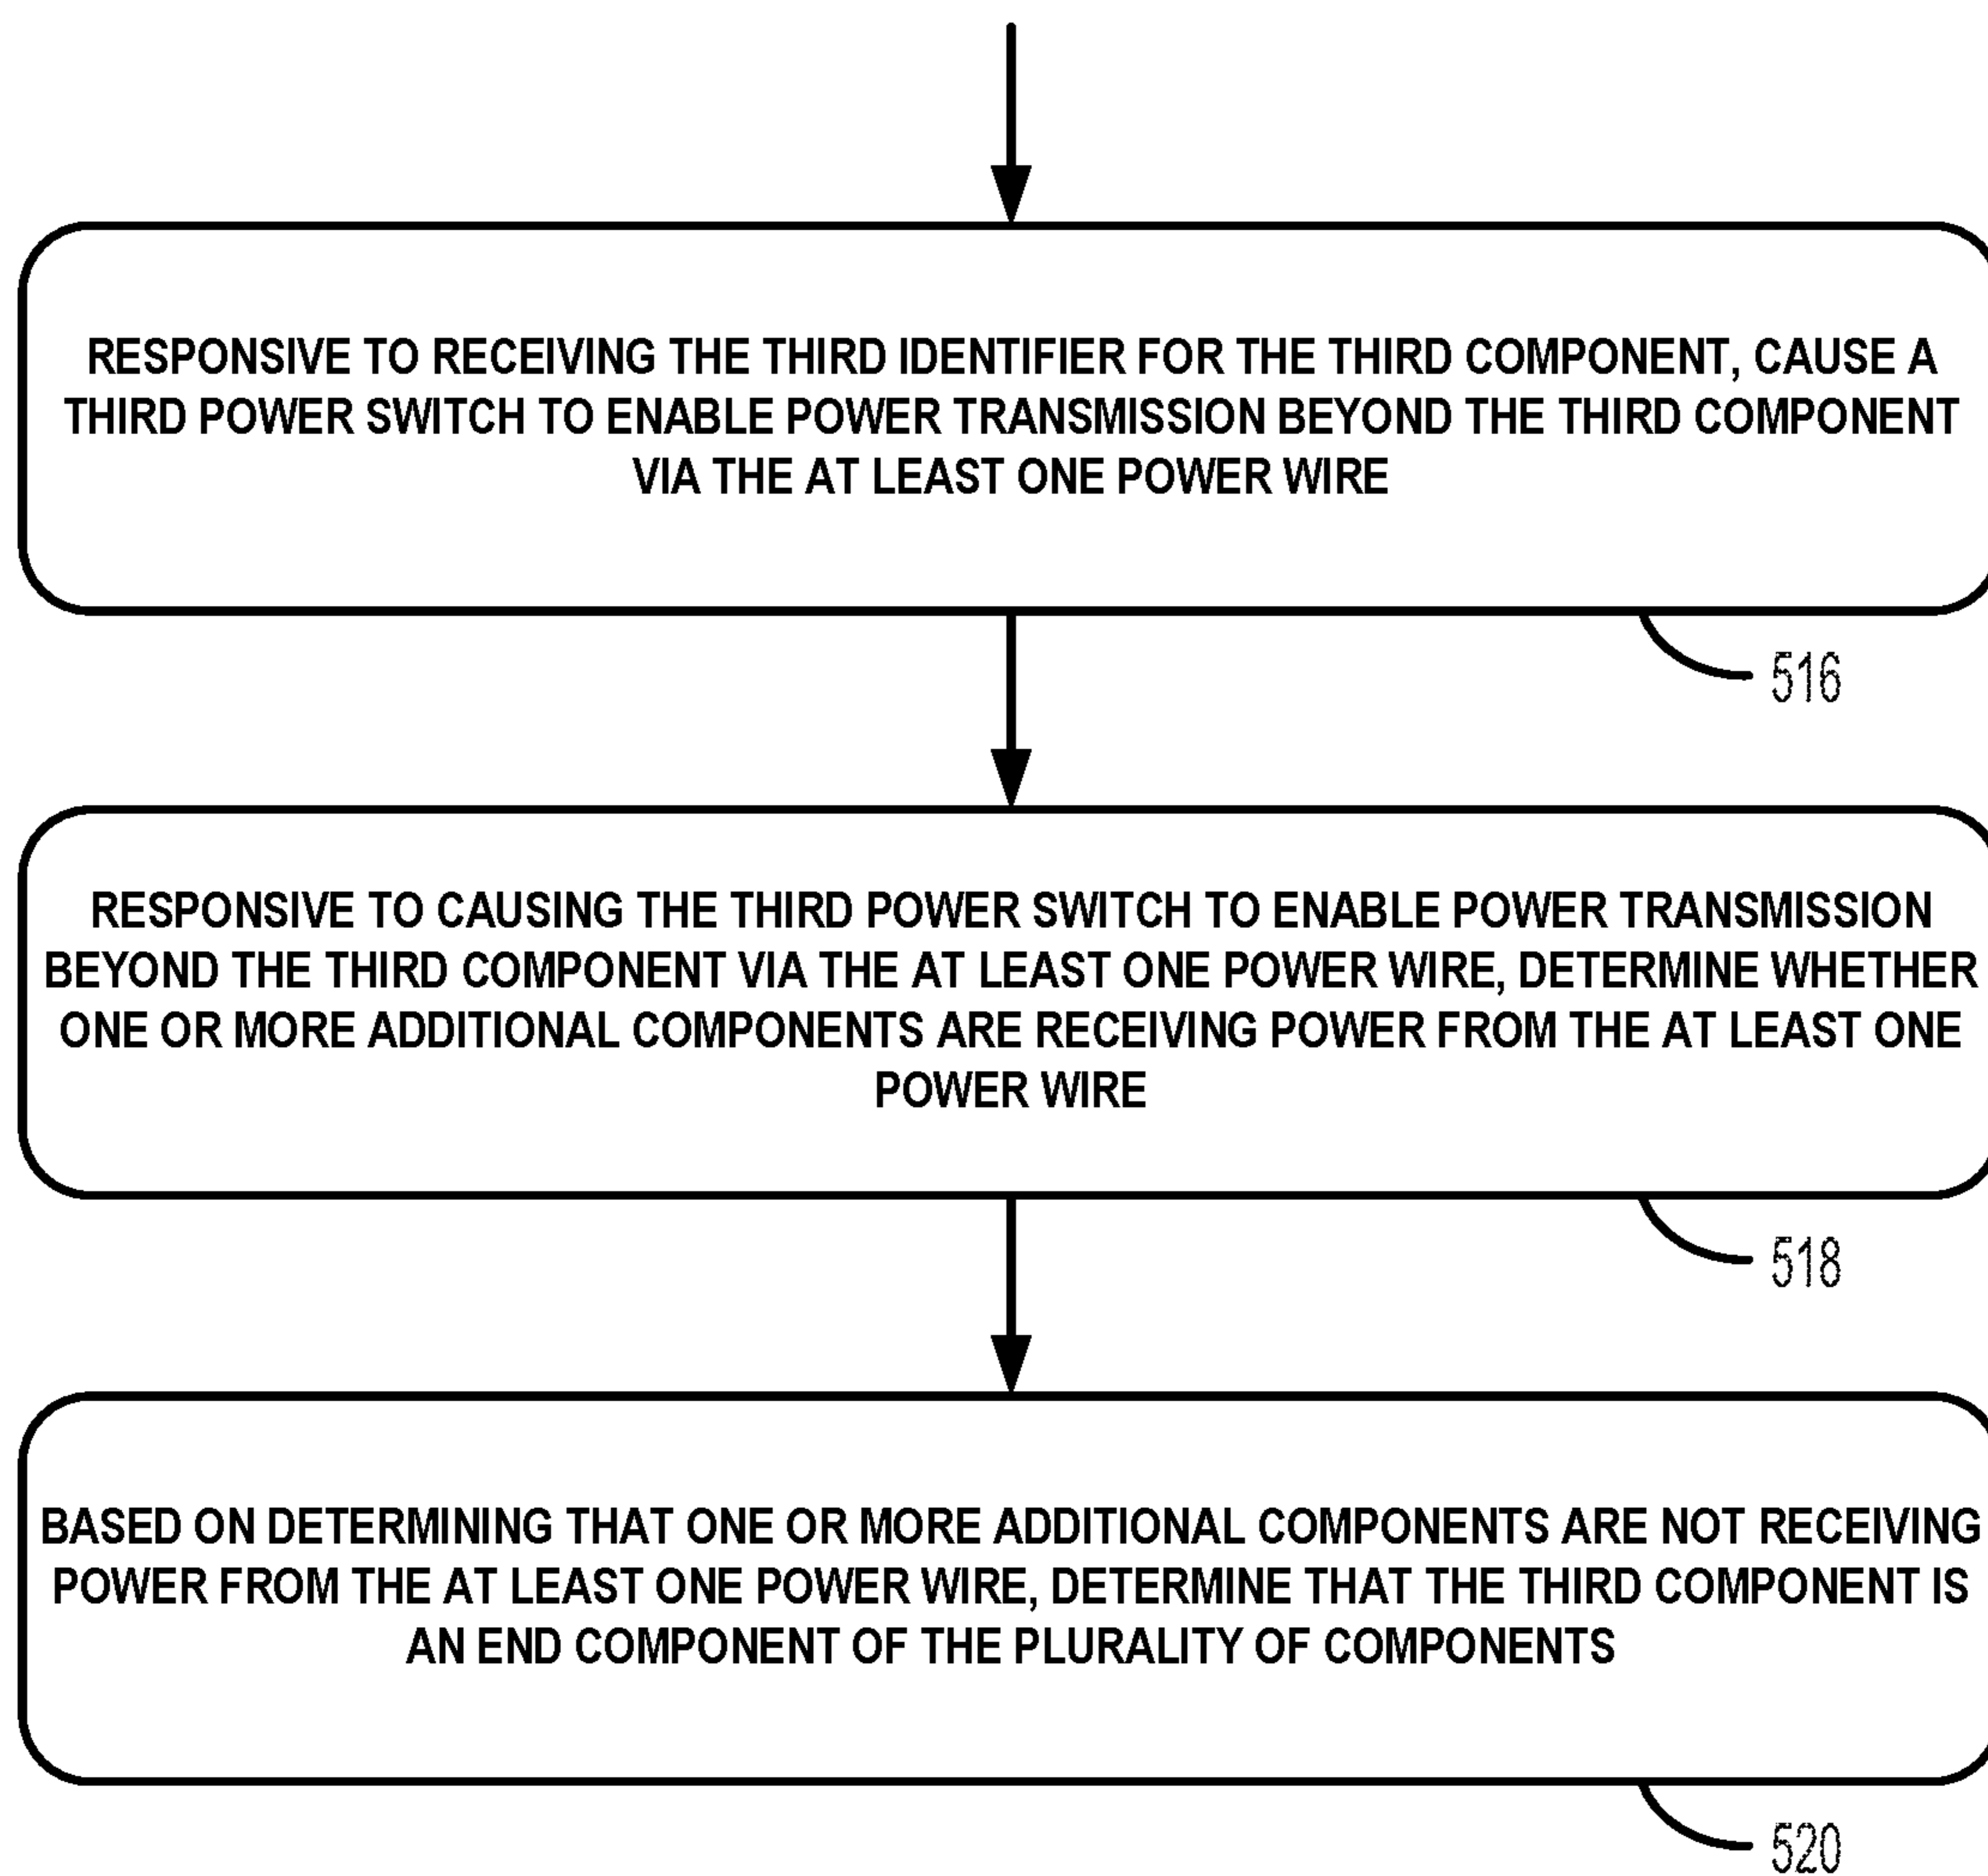 RESPONSIVE TO RECEIVING THE THIRD IDENTIFIER FOR THE THIRD COMPONENT, CAUSE A
THIRD POWER SWITCH TO ENABLE POWER TRANSMISSION BEYOND THE THIRD COMPONENT
VIA THE AT LEAST ONE POWER WIRE
516
RESPONSIVE TO CAUSING THE THIRD POWER SWITCH TO ENABLE POWER TRANSMISSION
BEYOND THE THIRD COMPONENT VIA THE AT LEAST ONE POWER WIRE, DETERMINE WHETHER
ONE OR MORE ADDITIONAL COMPONENTS ARE RECEIVING POWER FROM THE AT LEAST ONE
POWER WIRE
518
BASED ON DETERMINING THAT ONE OR MORE ADDITIONAL COMPONENTS ARE NOT RECEIVING
POWER FROM THE AT LEAST ONE POWER WIRE, DETERMINE THAT THE THIRD COMPONENT IS
AN END COMPONENT OF THE PLURALITY OF COMPONENTS
520